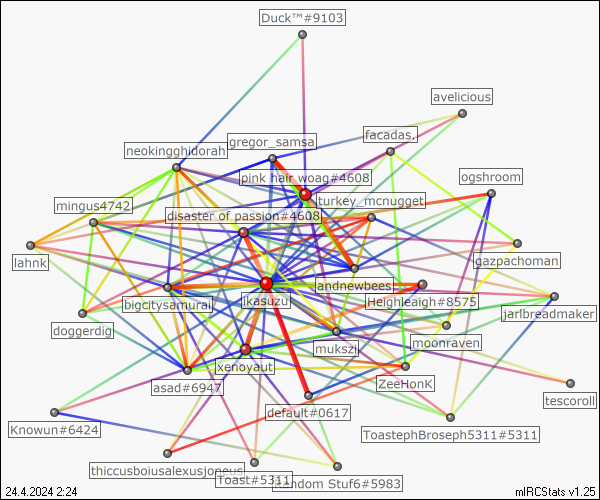 Duck™#9103
avelicious
gregor_samsa
facadas.
neokingghidorah
pink hair woag#4608
ogshroom
turkey_mcnugget
mingus4742
disaster of passion#4608
lahnk
gazpachoman
andnewbees
ikasuzu
Heighleaigh#8575
bigcitysamurai
jarlbreadmaker
doggerdig
moonraven
mukszi
xenoyaut
asad#6947
ZeeHonK
tescoroll
default#0617
Knowun#6424
ToastephBroseph5311#5311
thiccusboiusalexusjoneus
Toast#5311
Random Stuf6#5983
24.4.2024 2:24
mIRCStats v1.25